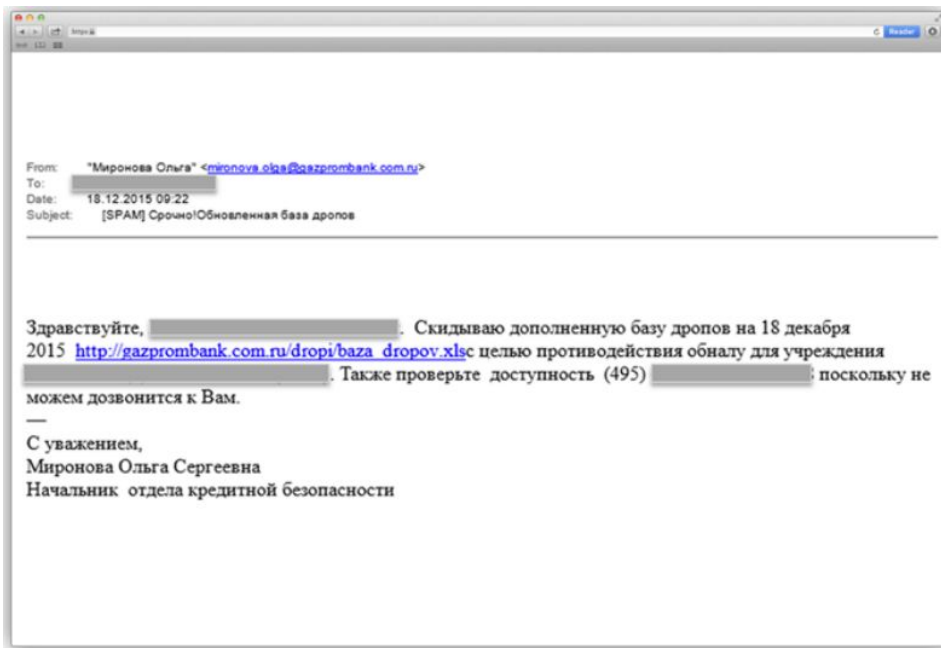 https
Reader
From: "Миронова Ольга" <mironova.olga@gazprombank.com.ru>
To:
Date: 18.12.2015 09:22
Subject: [SPAM] Срочно!Обновленная база дропов
Здравствуйте, . Скидываю дополненную базу дропов на 18 декабря
2015 http://gazprombank.com.ru/dropi/baza_dropov.xlsс целью противодействия обналу для учреждения
. Также проверьте доступность (495) поскольку не
можем дозвонится к Вам.
—
С уважением,
Миронова Ольга Сергеевна
Начальник отдела кредитной безопасности